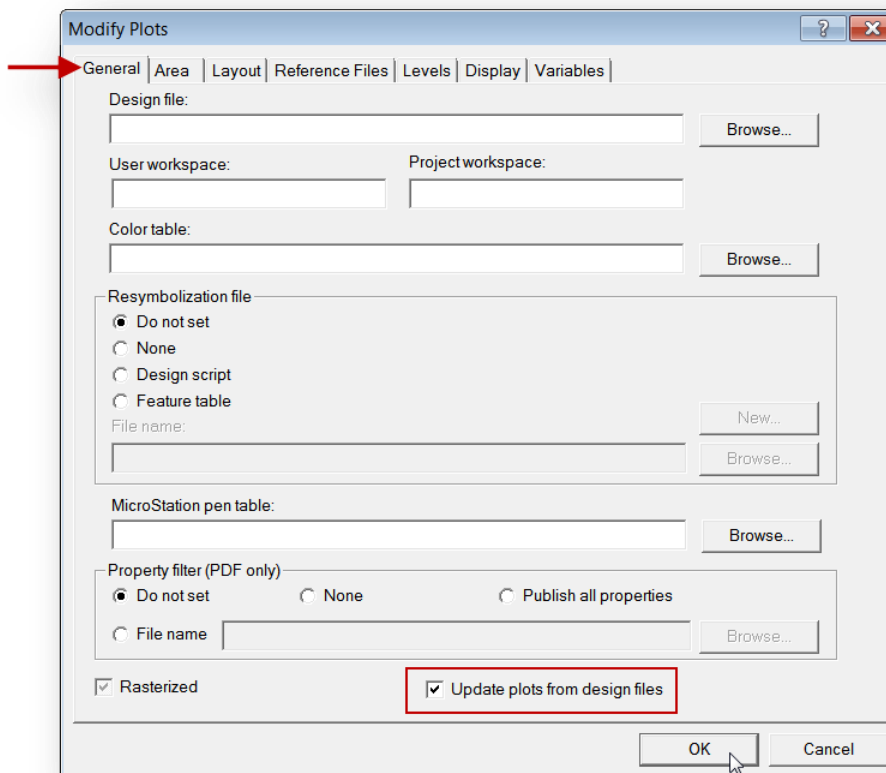 Modify Plots
General Area Layout Reference Files Levels Display Variables
Design file:
Browse...
User workspace: Project workspace:
Color table:
Browse...
Resymbolization file
Do not set
None
Design script
Feature table
New...
File name:
Browse...
MicroStation pen table:
Browse...
Property filter (PDF only)
Do not set None Publish all properties
File name Browse...
Rasterized Update plots from design files
OK Cancel